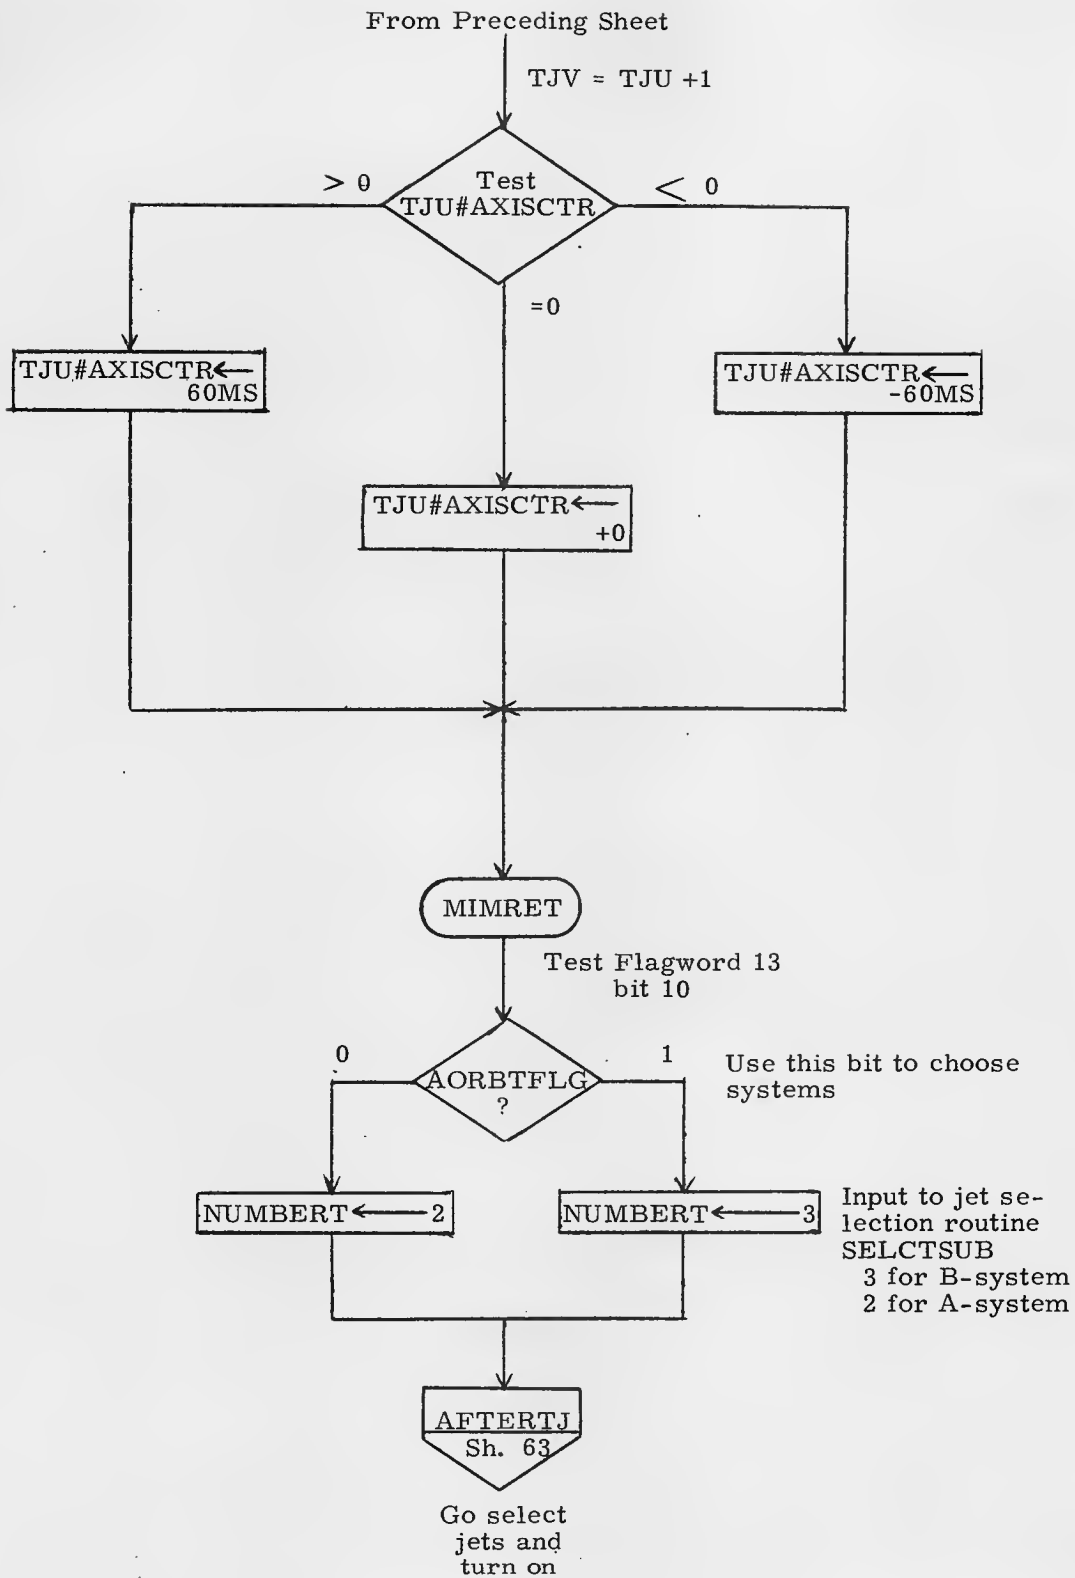 From Preceding Sheet
TJV = TJU +1
> 0
Test
TJU#AXISCTR
< 0
=0
TJU#AXISCTR←
60MS
TJU#AXISCTR←
-60MS
TJU#AXISCTR←
+0
MIMRET
Test Flagword 13
bit 10
0
AORBTFLG
?
1
Use this bit to choose
systems
NUMBERT← 2
NUMBERT← 3
Input to jet se-
lection routine
SELCTSUB
3 for B-system
2 for A-system
AFTERTJ
Sh. 63
Go select
jets and
turn on